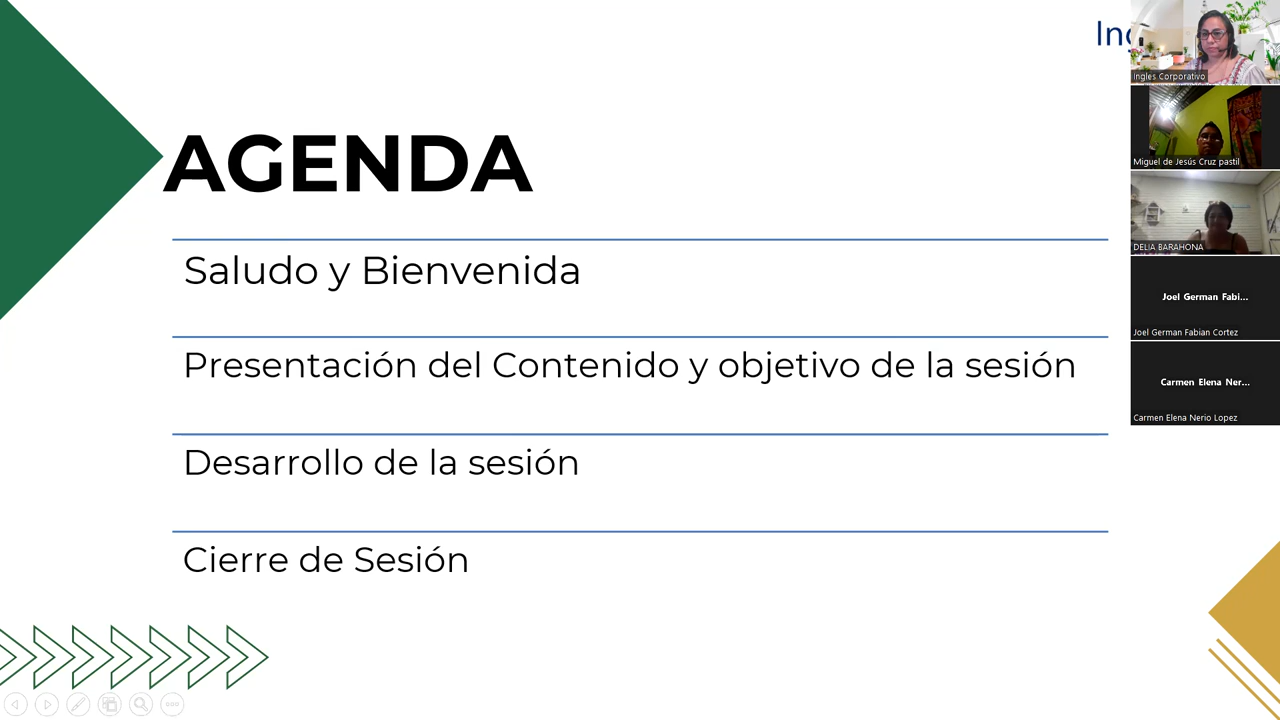 AGENDA
Saludo y Bienvenida
Presentación del Contenido y objetivo de la sesión
Desarrollo de la sesión
Cierre de Sesión
Ingles Corporativo
Miguel de Jesús Cruz pastil
DELIA BARAHONA
Joel German Fabi...
Joel German Fabian Cortez
Carmen Elena Ner...
Carmen Elena Nerio Lopez